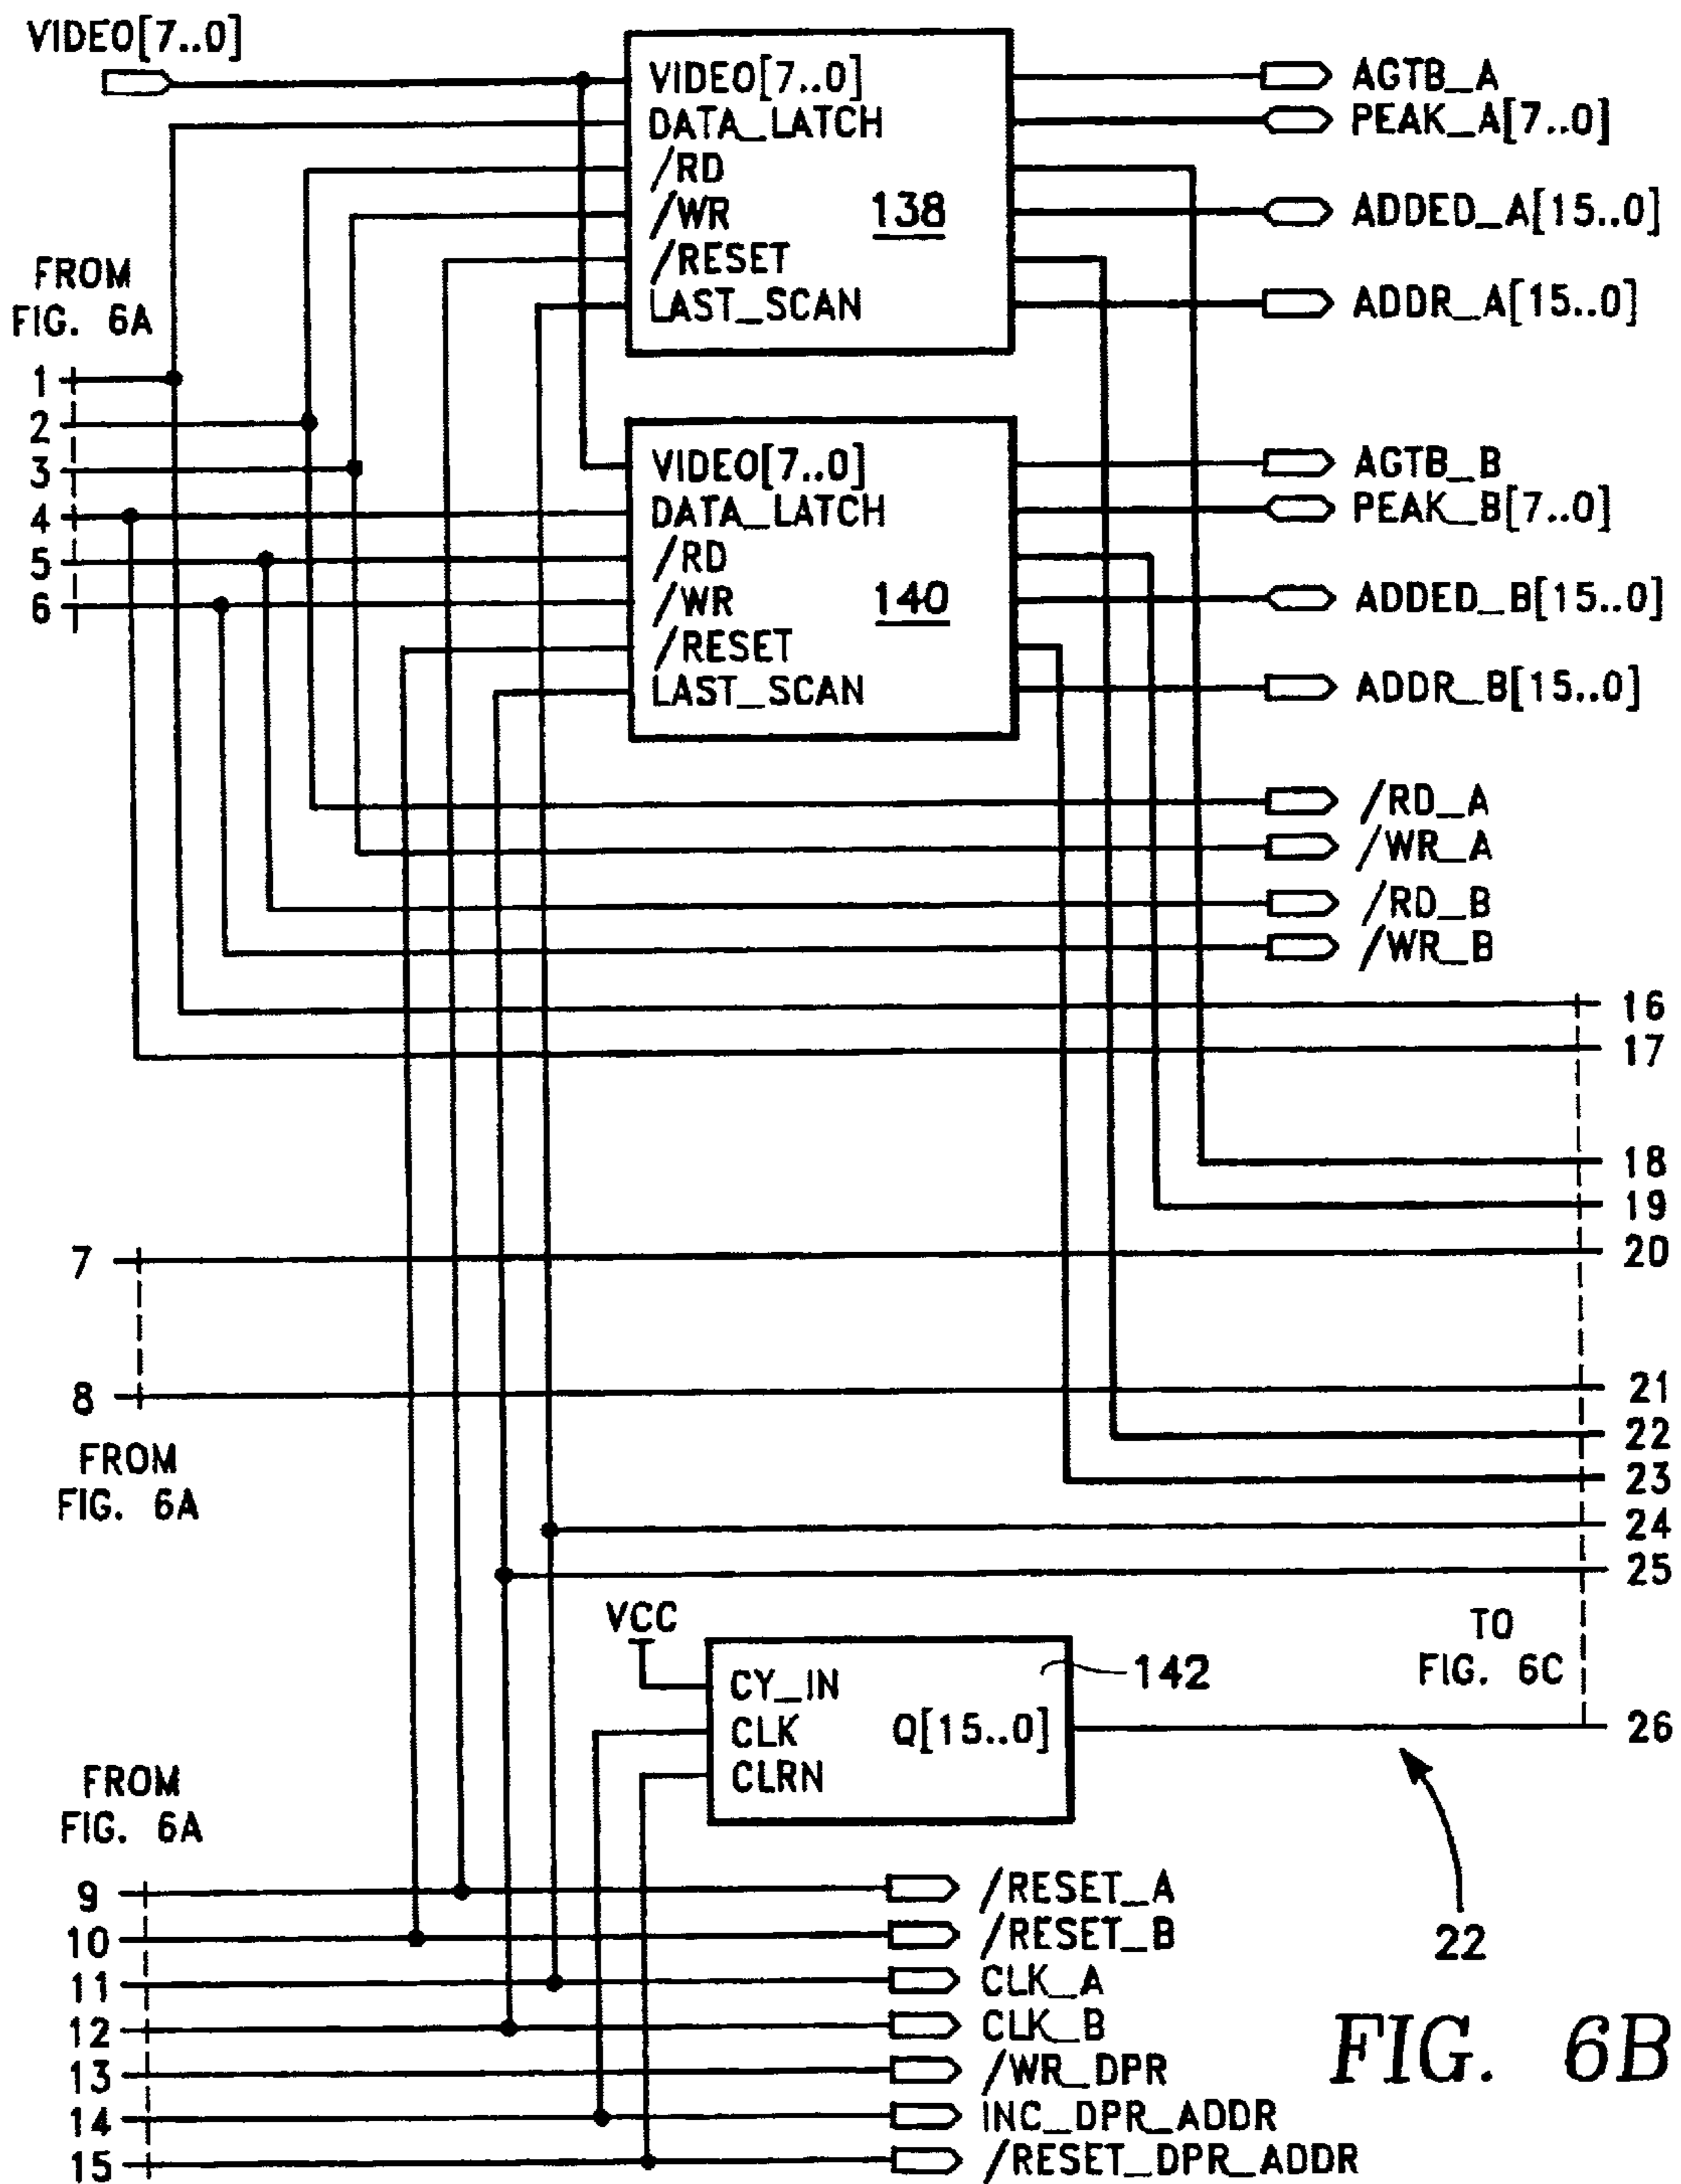 VIDEO[7..0]
VIDEO[7..0]
DATA_LATCH
/RD
/WR
/RESET
LAST_SCAN
138
AGTB_A
PEAK_A[7..0]
ADDED_A[15..0]
ADDR_A[15..0]
FROM
FIG. 6A
1
2
3
4
5
6
VIDEO[7..0]
DATA_LATCH
/RD
/WR
/RESET
LAST_SCAN
140
AGTB_B
PEAK_B[7..0]
ADDED_B[15..0]
ADDR_B[15..0]
/RD_A
/WR_A
/RD_B
/WR_B
16
17
18
19
20
21
22
23
24
25
26
7
8
FROM
FIG. 6A
TO
FIG. 6C
VCC
CY_IN
CLK
CLRN
Q[15..0]
142
22
FROM
FIG. 6A
9
10
11
12
13
14
15
/RESET_A
/RESET_B
CLK_A
CLK_B
/WR_DPR
INC_DPR_ADDR
/RESET_DPR_ADDR
FIG. 6B